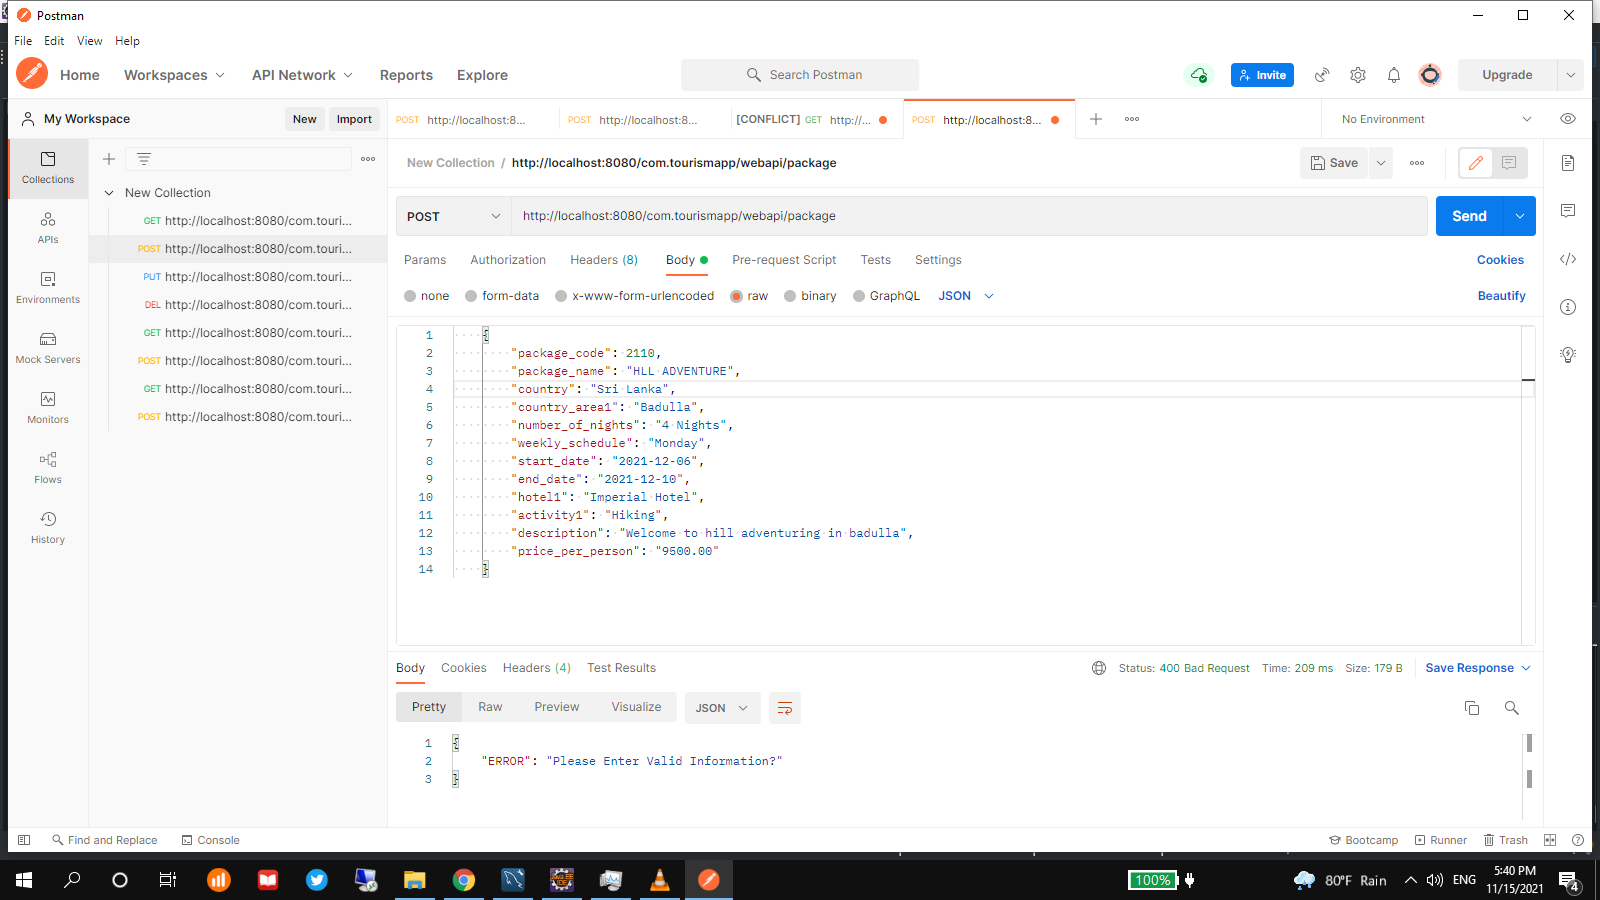 Postman
File Edit View Help
Home Workspaces API Network Reports Explore Search Postman Invite Upgrade
My Workspace New Import
POST http://localhost:8... POST http://localhost:8... [CONFLICT] GET http://... POST http://localhost:8... No Environment
New Collection / http://localhost:8080/com.tourismapp/webapi/package Save
Collections
APIs
Environments
Mock Servers
Monitors
Flows
History
New Collection
GET http://localhost:8080/com.touri...
POST http://localhost:8080/com.touri...
PUT http://localhost:8080/com.touri...
DEL http://localhost:8080/com.touri...
GET http://localhost:8080/com.touri...
POST http://localhost:8080/com.touri...
GET http://localhost:8080/com.touri...
POST http://localhost:8080/com.touri...
POST http://localhost:8080/com.tourismapp/webapi/package Send
Params Authorization Headers (8) Body Pre-request Script Tests Settings Cookies
none form-data x-www-form-urlencoded raw binary GraphQL JSON Beautify
1 {
2 "package_code": 2110,
3 "package_name": "HLL ADVENTURE",
4 "country": "Sri Lanka",
5 "country_area1": "Badulla",
6 "number_of_nights": "4 Nights",
7 "weekly_schedule": "Monday",
8 "start_date": "2021-12-06",
9 "end_date": "2021-12-10",
10 "hotel1": "Imperial Hotel",
11 "activity1": "Hiking",
12 "description": "Welcome to hill adventuring in badulla",
13 "price_per_person": "9500.00"
14 }
Body Cookies Headers (4) Test Results Status: 400 Bad Request Time: 209 ms Size: 179 B Save Response
Pretty Raw Preview Visualize JSON
1 {
2 "ERROR": "Please Enter Valid Information?"
3 }
Find and Replace Console Bootcamp Runner Trash
100% 80°F Rain ENG 5:40 PM
11/15/2021 4